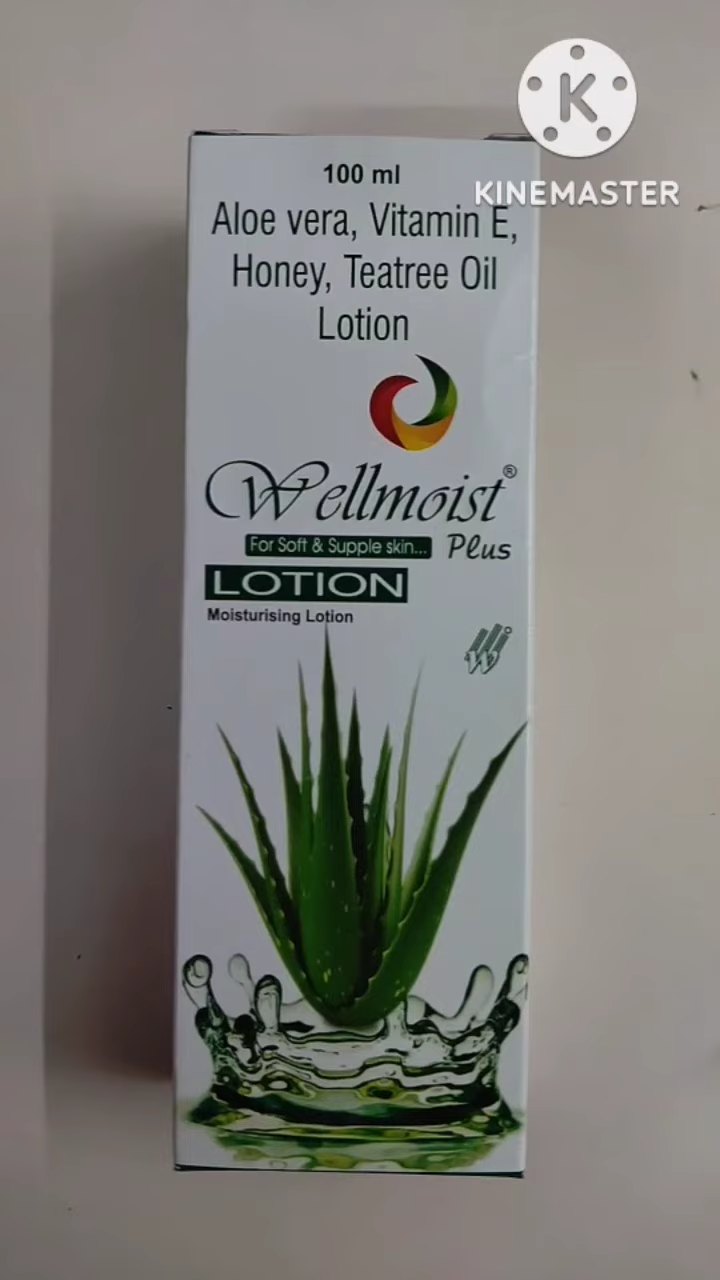 K
KINEMASTER
100 ml
Aloe vera, Vitamin E,
Honey, Teatree Oil
Lotion
Wellmoist®
For Soft & Supple skin... Plus
LOTION
Moisturising Lotion
W